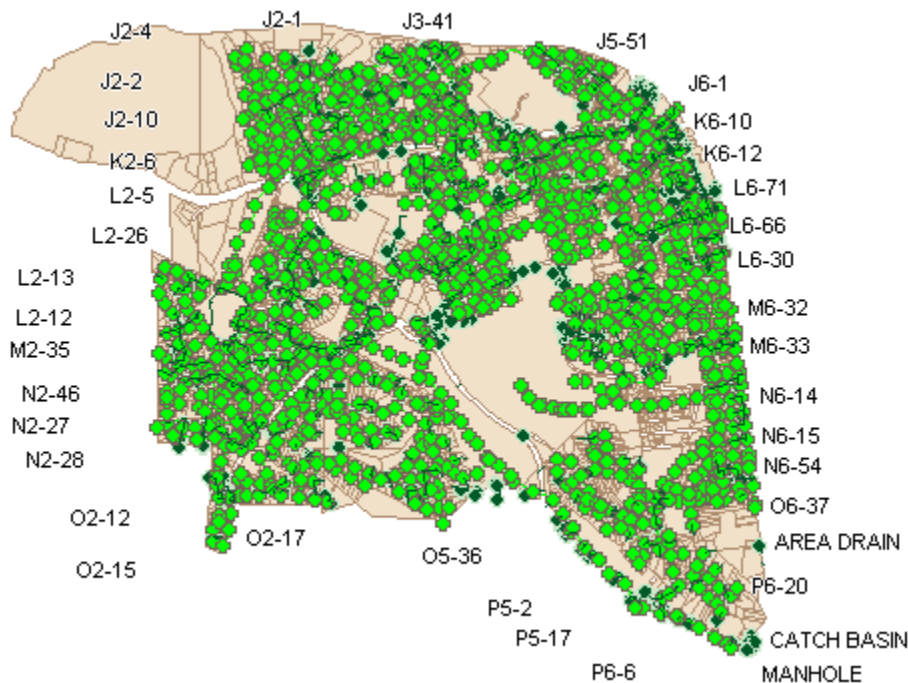 J2-4
J2-1
J3-41
J5-51
J2-2
J6-1
J2-10
K6-10
K2-6
K6-12
L2-5
L6-71
L2-26
L6-66
L6-30
L2-13
L2-12
M6-32
M2-35
M6-33
N2-46
N6-14
N2-27
N6-15
N2-28
N6-54
O6-37
O2-12
O2-17
AREA DRAIN
O5-36
O2-15
P6-20
P5-2
P5-17
CATCH BASIN
P6-6
MANHOLE